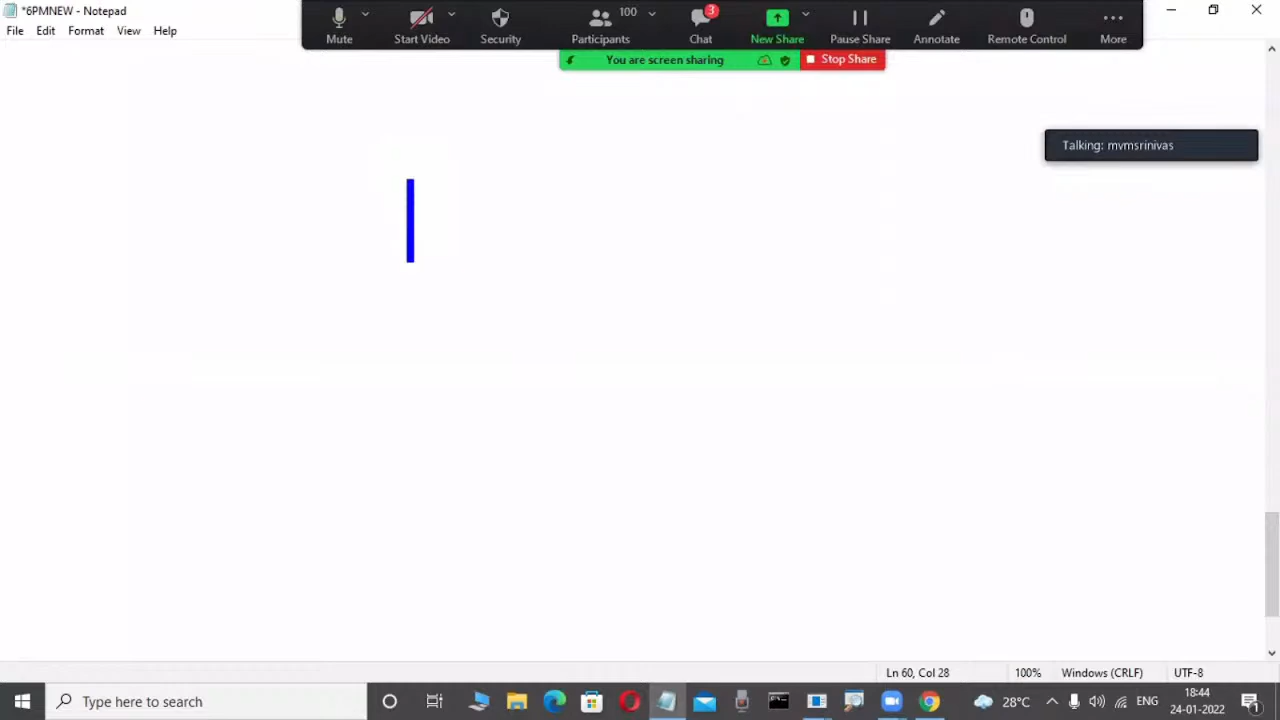 *6PMNEW - Notepad
File Edit Format View Help
Mute Start Video Security Participants 100 Chat 3 New Share Pause Share Annotate Remote Control More
You are screen sharing Stop Share
Talking: mvmsrinivas
Ln 60, Col 28 100% Windows (CRLF) UTF-8
Type here to search
28°C ENG 18:44
24-01-2022 1